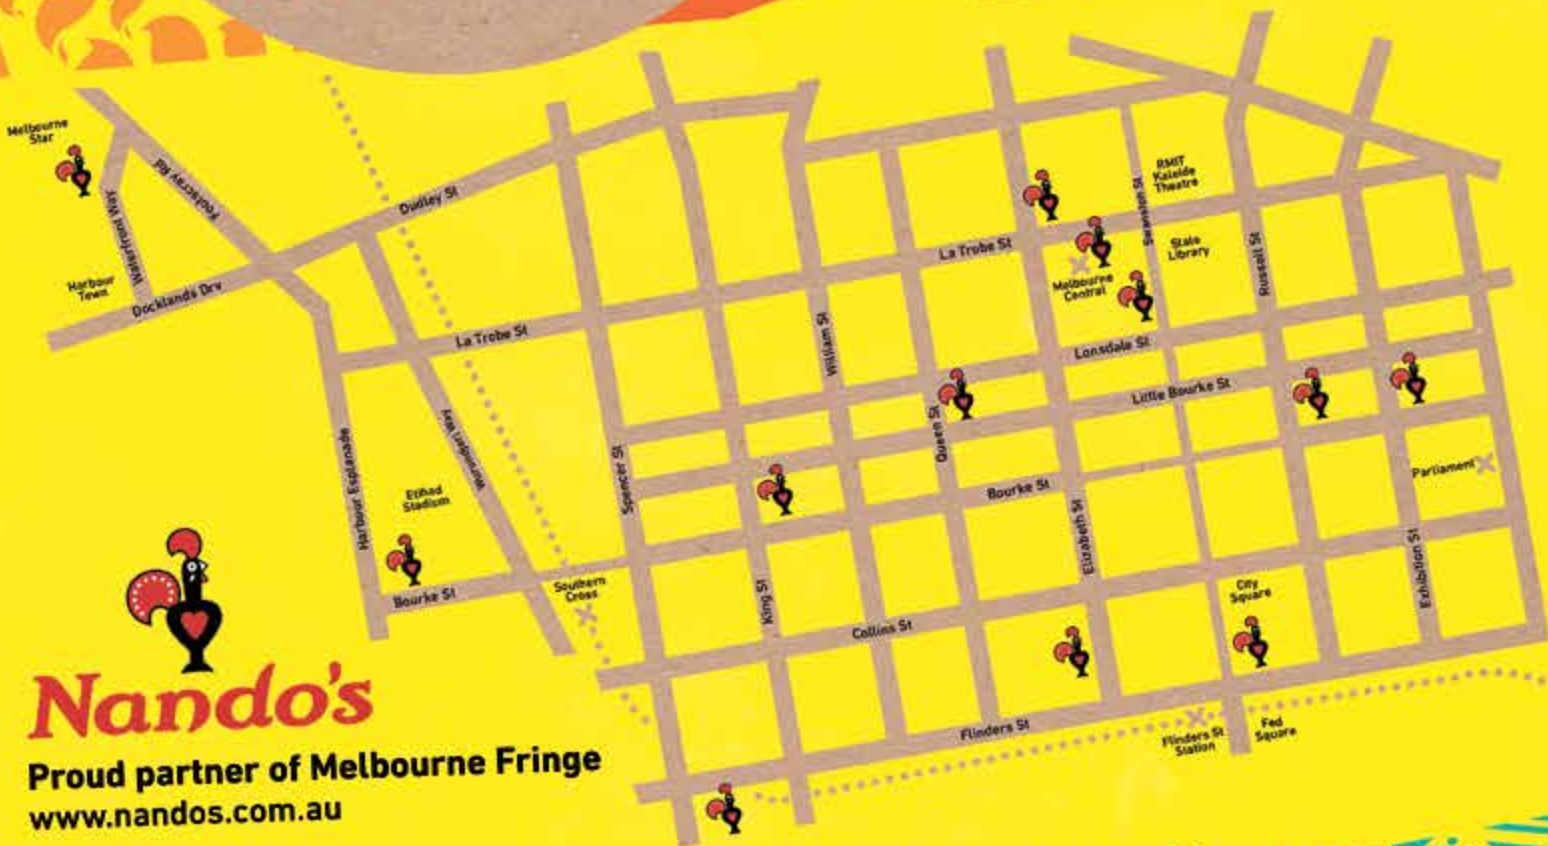 Melbourne
Star
Footscray Rd
Waterfront Way
Harbour
Town
Docklands Drv
Dudley St
La Trobe St
Harbour Esplanade
Wurundjeri Way
Etihad
Stadium
Bourke St
Southern
Cross
Spencer St
King St
William St
Queen St
La Trobe St
Melbourne
Central
Swanston St
RMIT
Kaleide
Theatre
State
Library
Russell St
Lonsdale St
Little Bourke St
Bourke St
Elizabeth St
Parliament
Exhibition St
City
Square
Collins St
Flinders St
Flinders St
Station
Fed
Square
Nando's
Proud partner of Melbourne Fringe
www.nandos.com.au